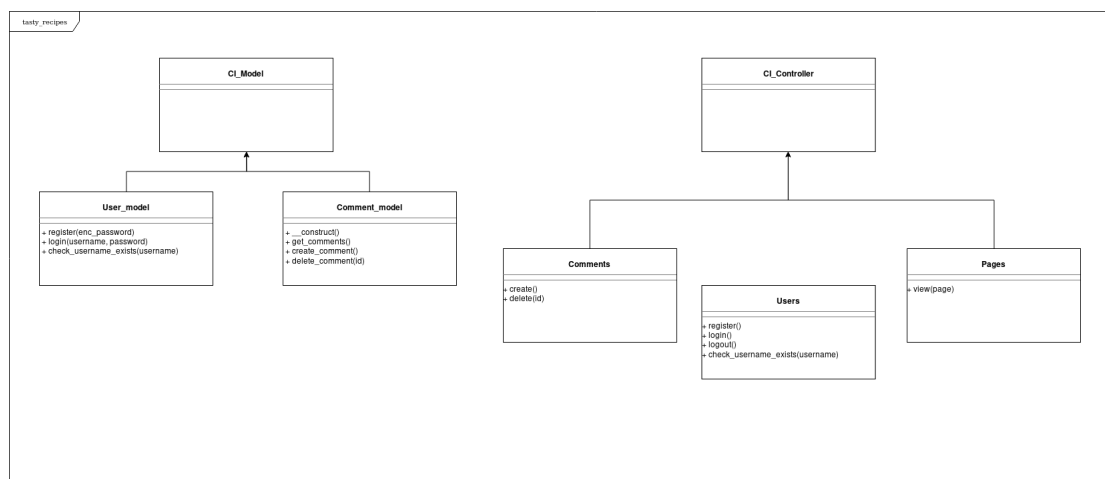 tasty_recipes
CI_Model
CI_Controller
User_model
+ register(enc_password)
+ login(username, password)
+ check_username_exists(username)
Comment_model
+ __construct()
+ get_comments()
+ create_comment()
+ delete_comment(id)
Comments
+ create()
+ delete(id)
Users
+ register()
+ login()
+ logout()
+ check_username_exists(username)
Pages
+ view(page)